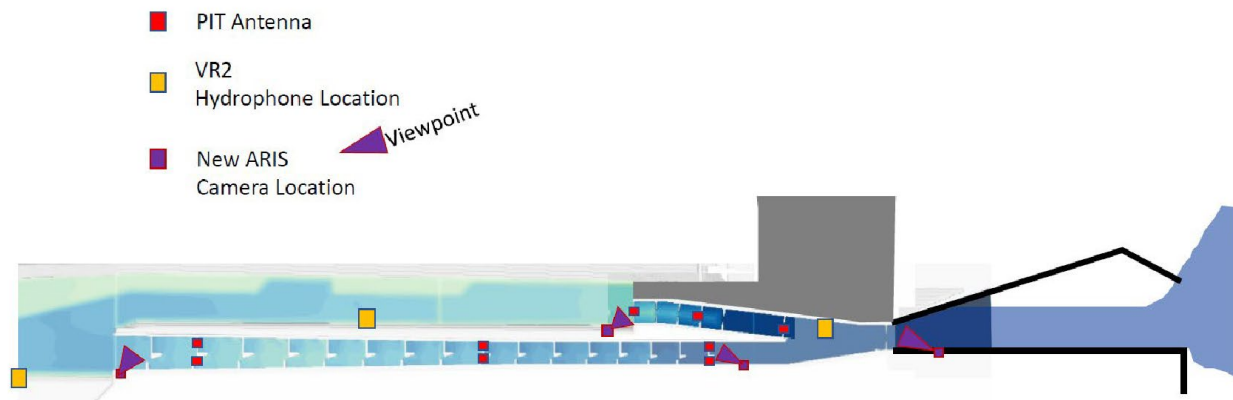 PIT Antenna
VR2
Hydrophone Location
Viewpoint
New ARIS
Camera Location